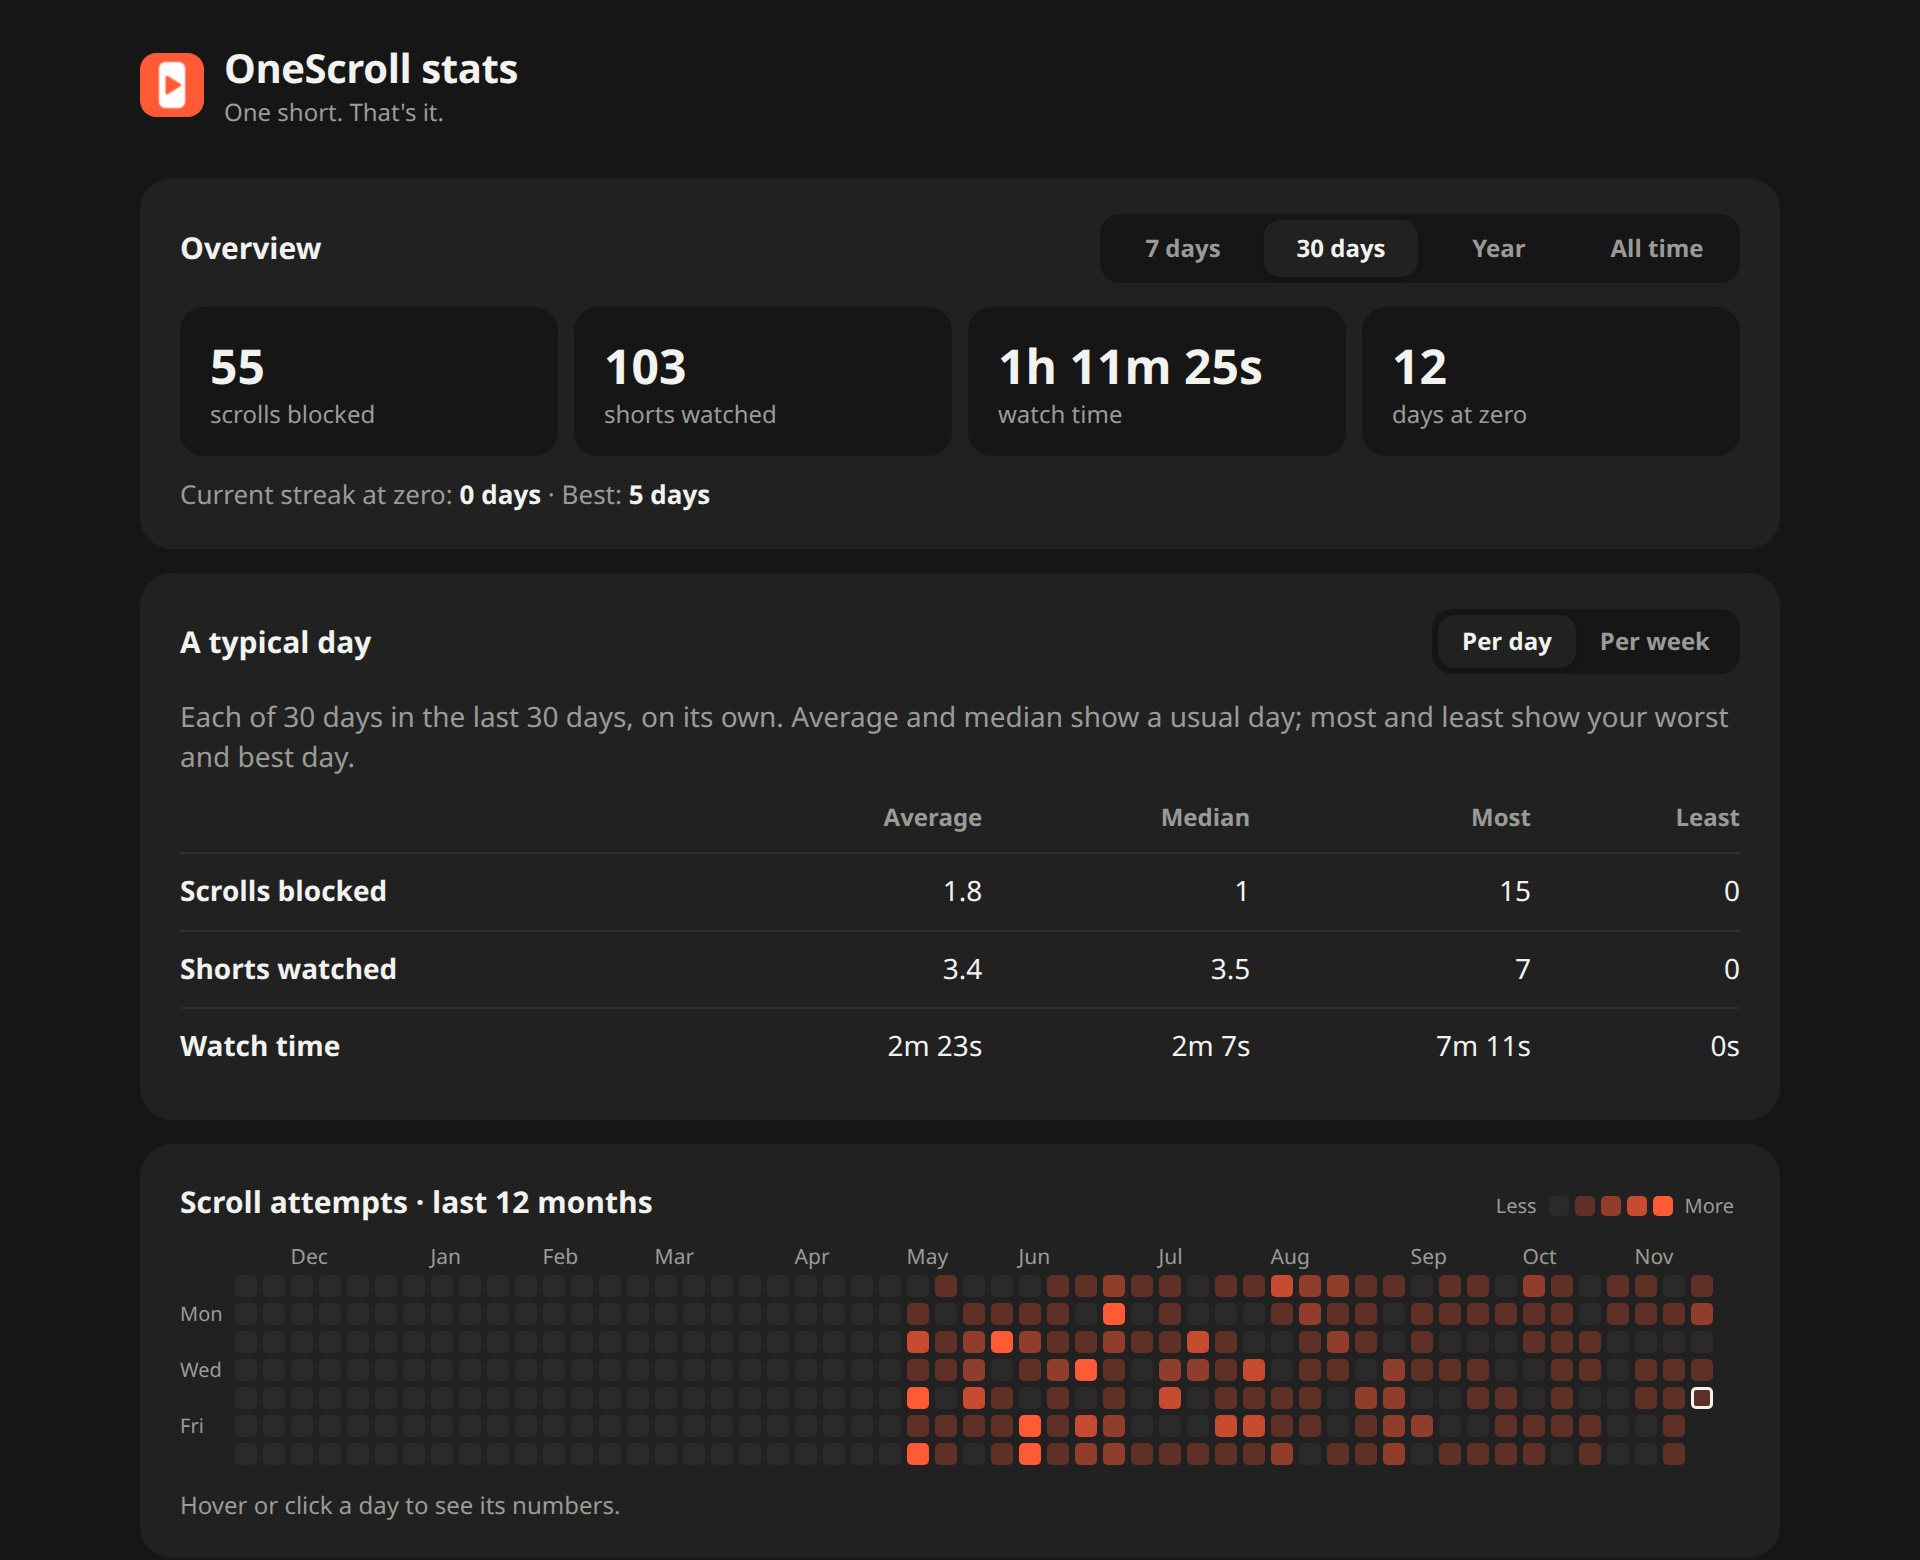 OneScroll stats
One short. That's it.
Overview
7 days 30 days Year All time
55 103 1h 11m 25s 12
scrolls blocked shorts watched watch time days at zero
Current streak at zero: 0 days · Best: 5 days
A typical day
Per day Per week
Each of 30 days in the last 30 days, on its own. Average and median show a usual day; most and least show your worst
and best day.
Average Median Most Least
Scrolls blocked 1.8 1 15 0
Shorts watched 3.4 3.5 7 0
Watch time 2m 23s 2m 7s 7m 11s 0s
Scroll attempts · last 12 months
Less More
Dec Jan Feb Mar Apr May Jun Jul Aug Sep Oct Nov
Mon
Wed
Fri
Hover or click a day to see its numbers.